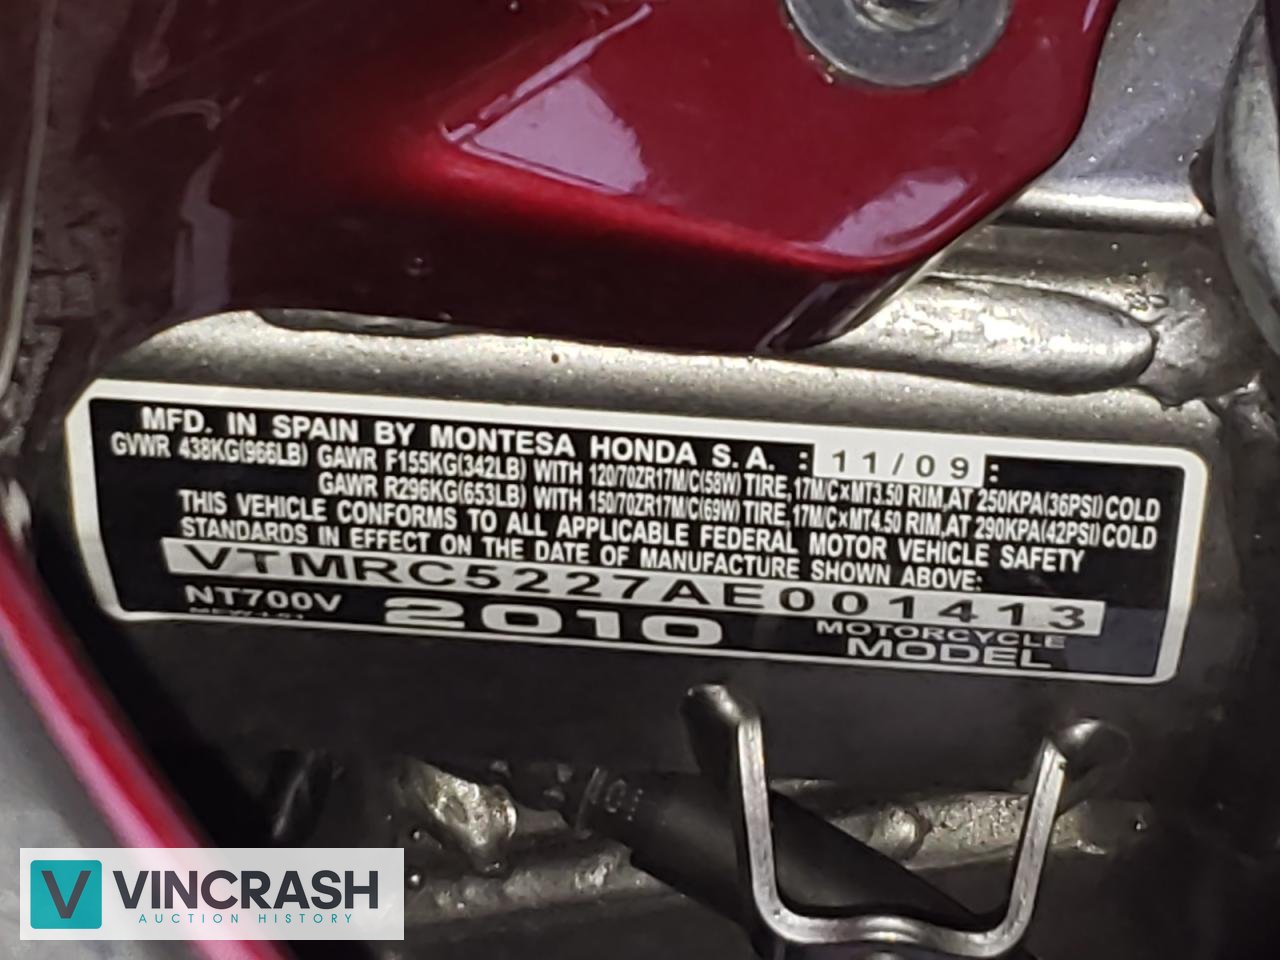 MFD. IN SPAIN BY MONTESA HONDA S.A. : 11/09 :
GVWR 438KG(966LB) GAWR F155KG(342LB) WITH 120/70ZR17M/C(58W) TIRE, 17M/C×MT3.50 RIM, AT 250KPA(36PSI) COLD
GAWR R296KG(653LB) WITH 150/70ZR17M/C(69W) TIRE, 17M/C×MT4.50 RIM, AT 290KPA(42PSI) COLD
THIS VEHICLE CONFORMS TO ALL APPLICABLE FEDERAL MOTOR VEHICLE SAFETY
STANDARDS IN EFFECT ON THE DATE OF MANUFACTURE SHOWN ABOVE:
VTMRC5227AE001413
NT700V 2010 MOTORCYCLE
MODEL
V VINCRASH
AUCTION HISTORY